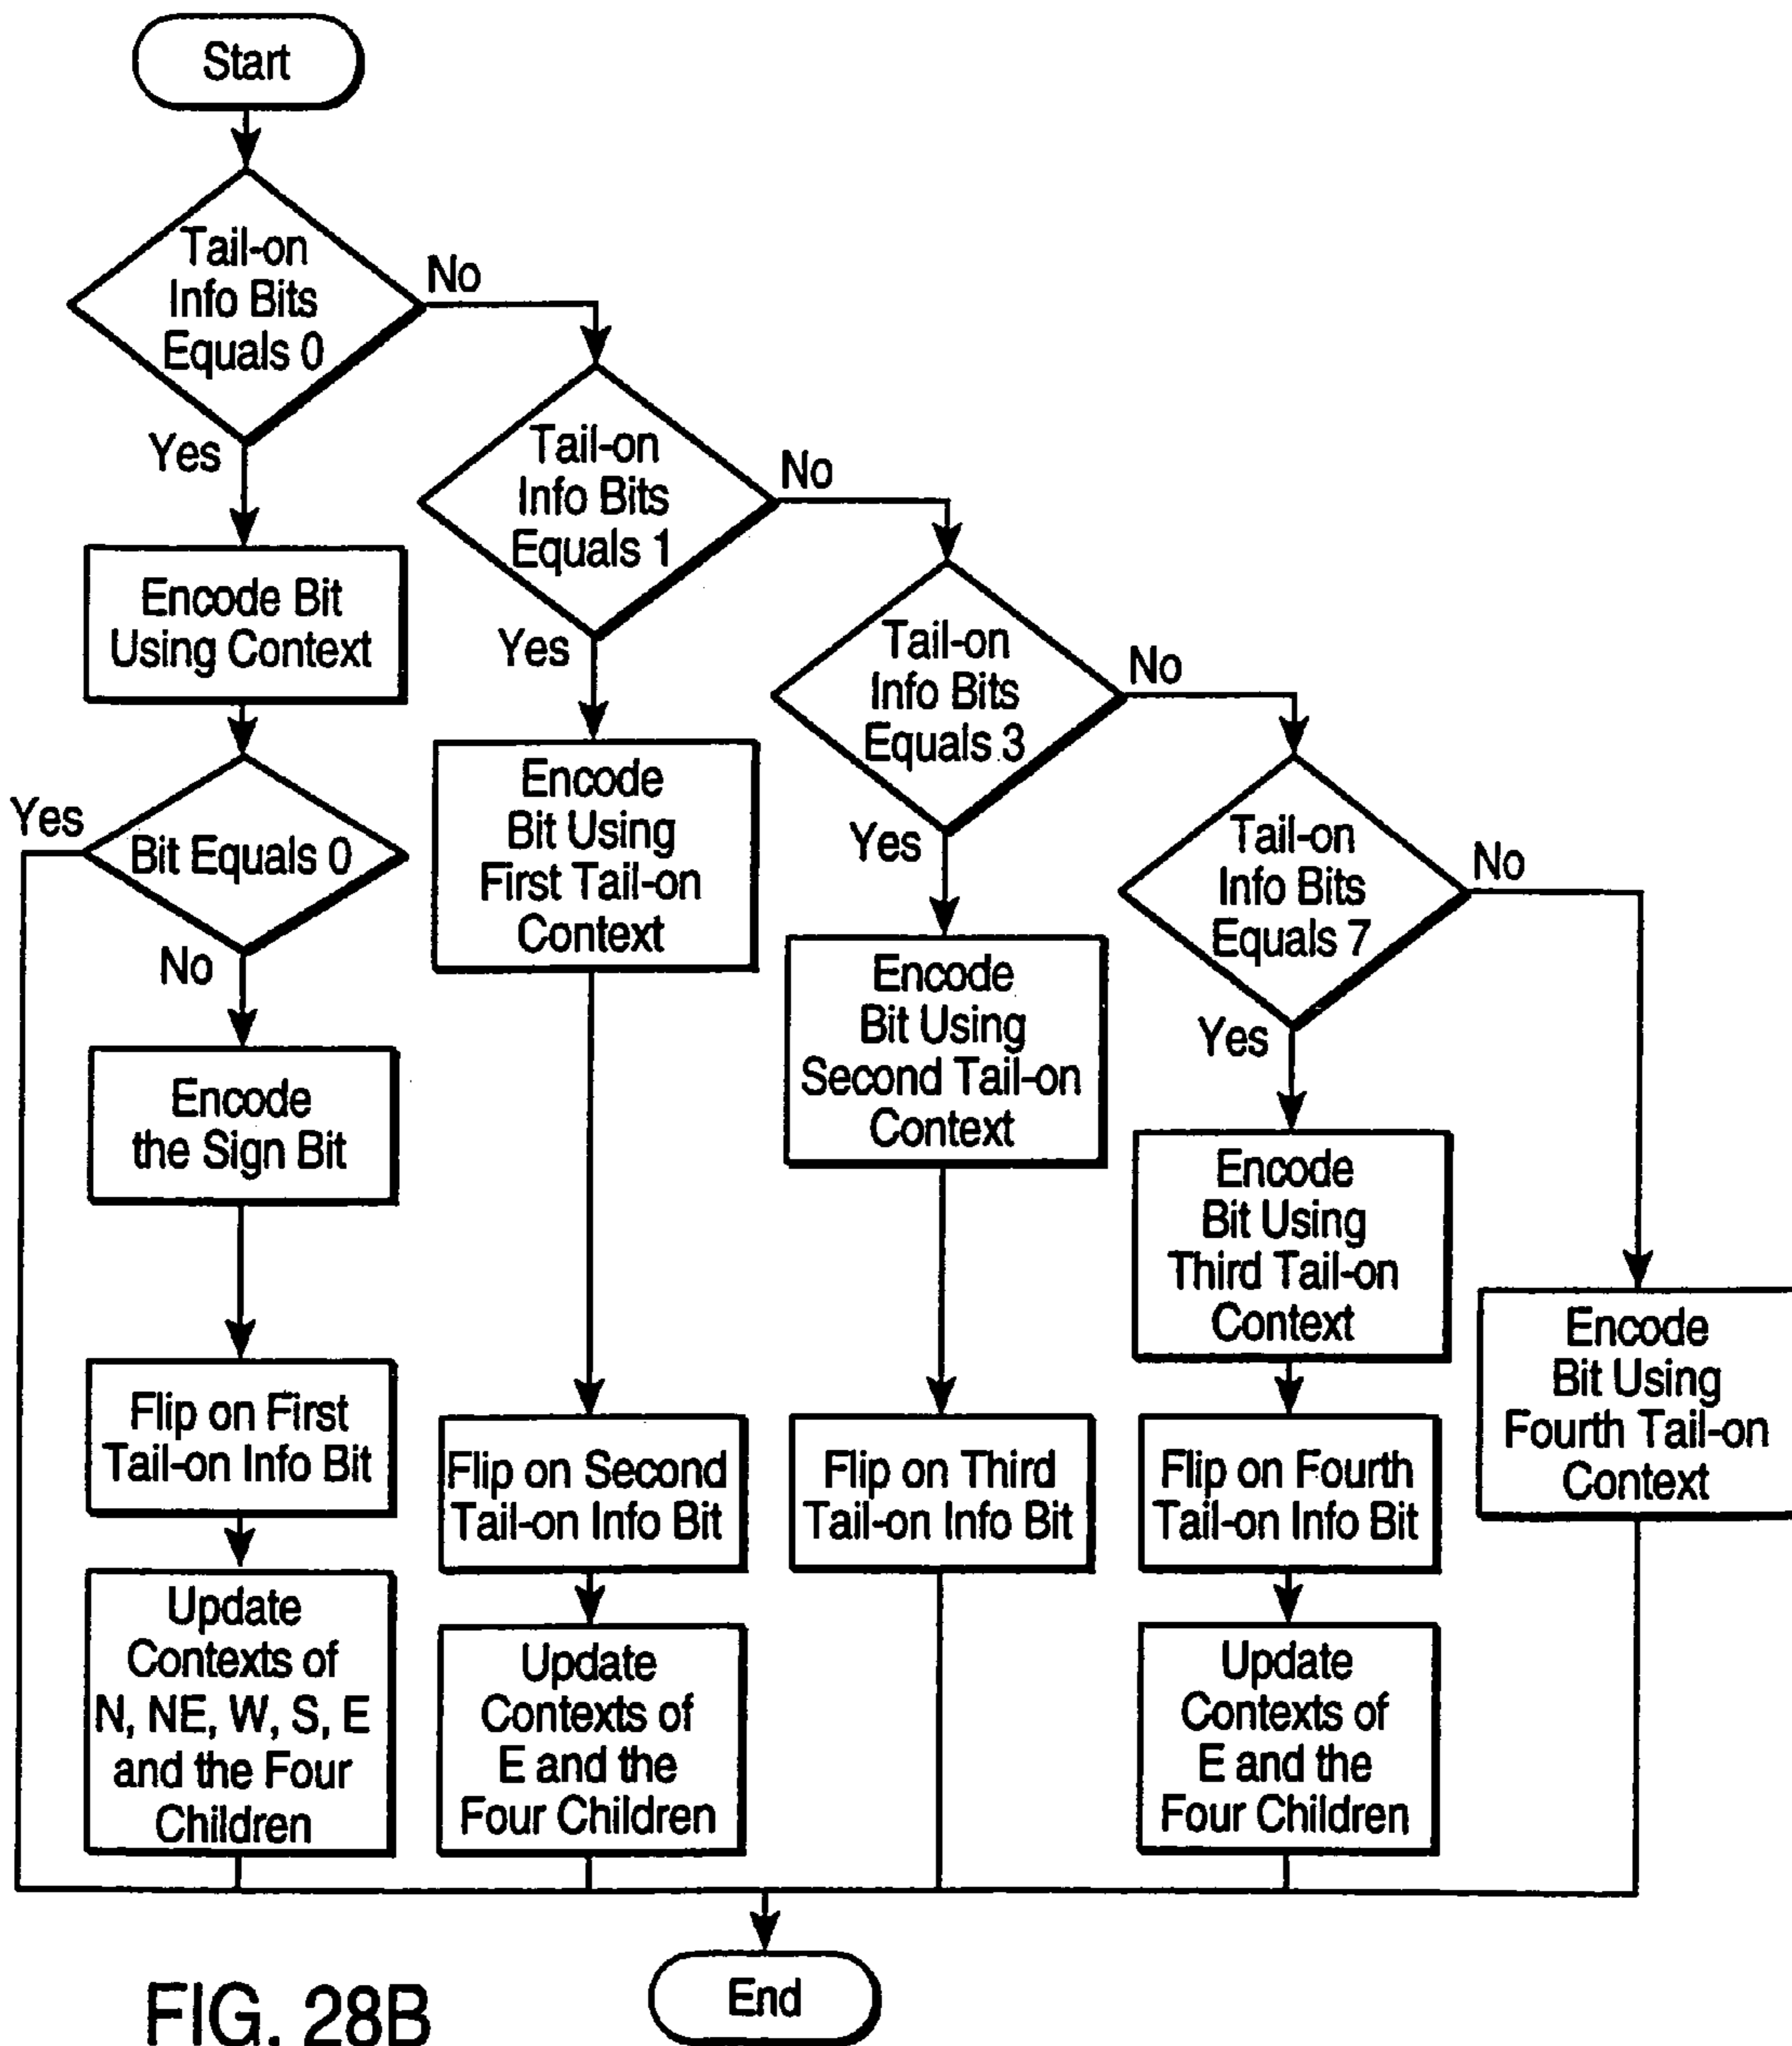 Start
Tail-on
Info Bits
Equals 0
No
Yes
Tail-on
Info Bits
Equals 1
No
Yes
Tail-on
Info Bits
Equals 3
No
Yes
Tail-on
Info Bits
Equals 7
No
Yes
Encode Bit
Using Context
Bit Equals 0
Yes
No
Encode
the Sign Bit
Flip on First
Tail-on Info Bit
Update
Contexts of
N, NE, W, S, E
and the Four
Children
Encode
Bit Using
First Tail-on
Context
Flip on Second
Tail-on Info Bit
Update
Contexts of
E and the
Four Children
Encode
Bit Using
Second Tail-on
Context
Flip on Third
Tail-on Info Bit
Encode
Bit Using
Third Tail-on
Context
Flip on Fourth
Tail-on Info Bit
Update
Contexts of
E and the
Four Children
Encode
Bit Using
Fourth Tail-on
Context
End
FIG. 28B